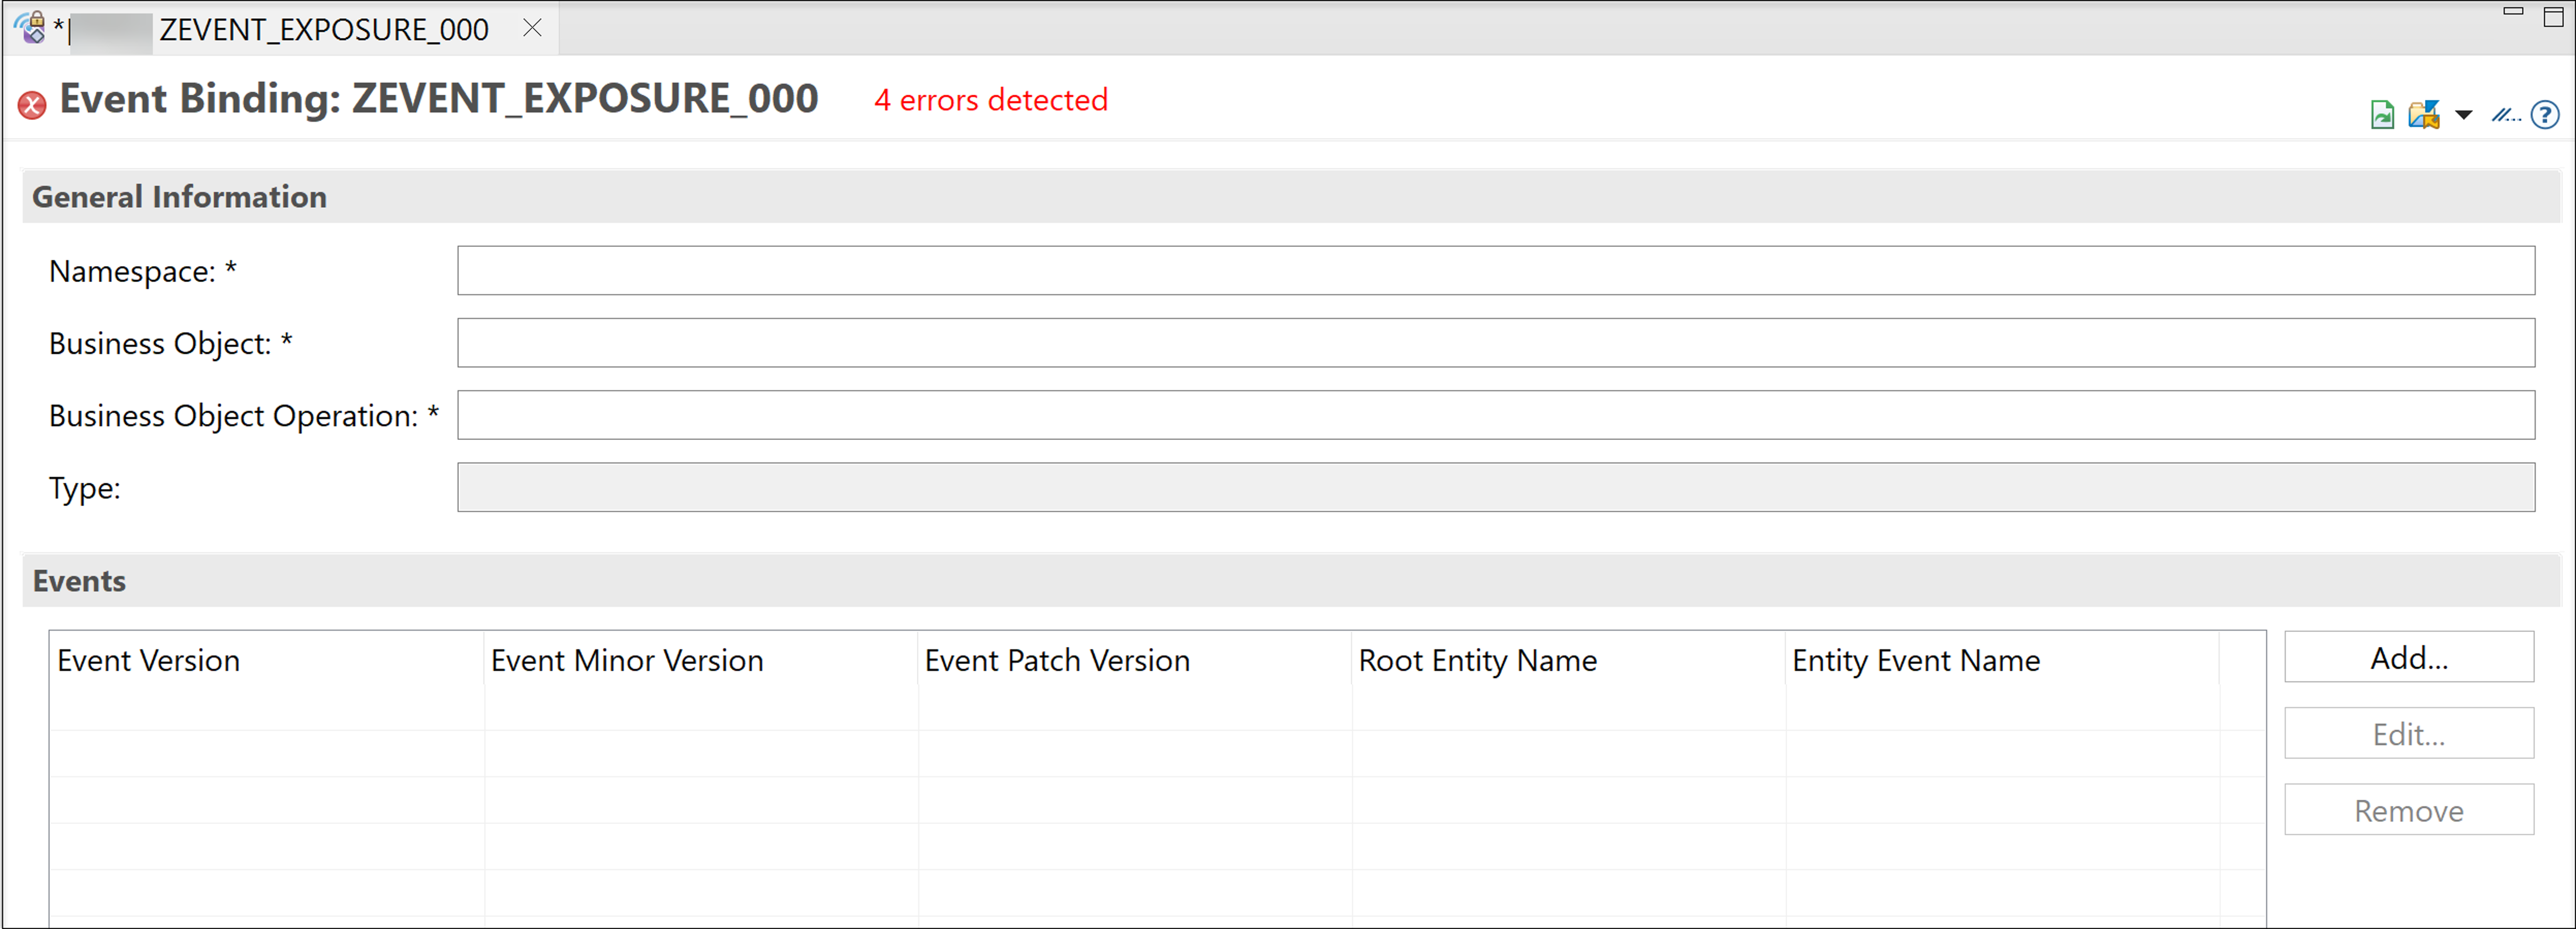 * ZEVENT_EXPOSURE_000
Event Binding: ZEVENT_EXPOSURE_000 4 errors detected
General Information
Namespace: *
Business Object: *
Business Object Operation: *
Type:
Events
Event Version Event Minor Version Event Patch Version Root Entity Name Entity Event Name
Add...
Edit...
Remove